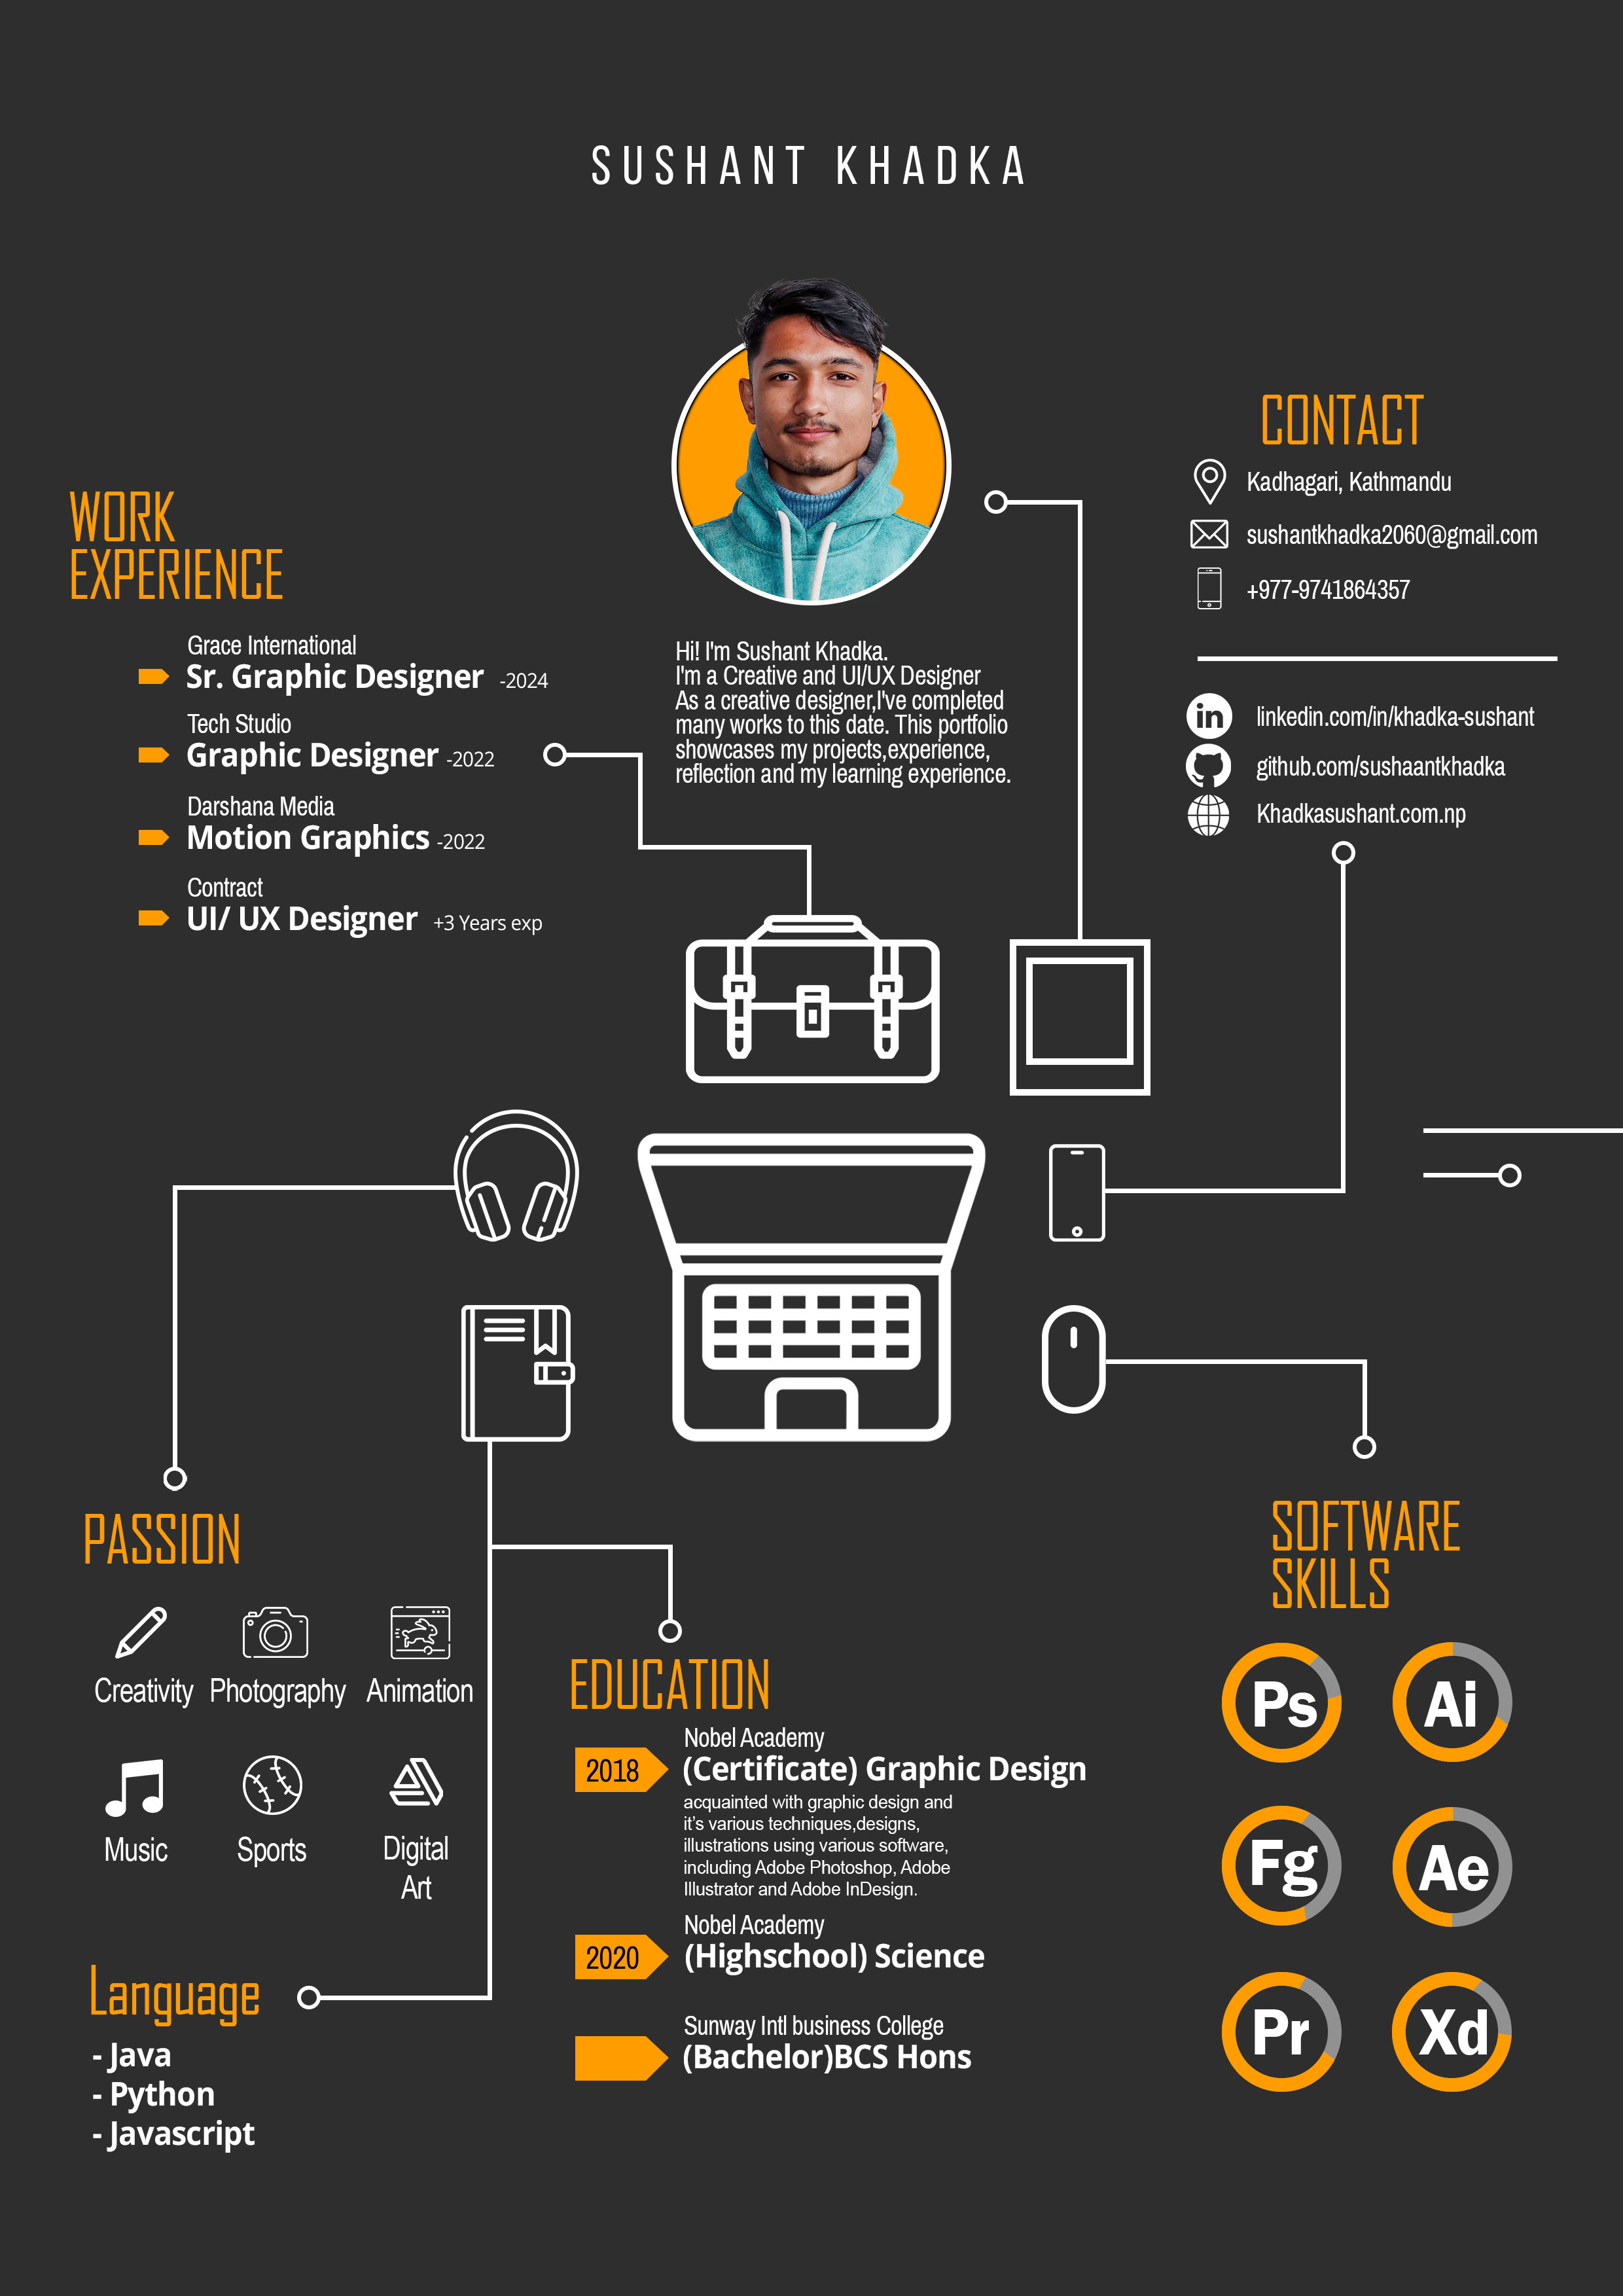 SUSHANT KHADKA
WORK
EXPERIENCE
Grace International
Sr. Graphic Designer -2024
Tech Studio
Graphic Designer -2022
Darshana Media
Motion Graphics -2022
Contract
UI/ UX Designer +3 Years exp
Hi! I'm Sushant Khadka.
I'm a Creative and UI/UX Designer
As a creative designer,I've completed
many works to this date. This portfolio
showcases my projects,experience,
reflection and my learning experience.
CONTACT
Kadhagari, Kathmandu
sushantkhadka2060@gmail.com
+977-9741864357
in linkedin.com/in/khadka-sushant
github.com/sushaantkhadka
Khadkasushant.com.np
PASSION
Creativity Photography Animation
Music Sports Digital
Art
Language
- Java
- Python
- Javascript
EDUCATION
Nobel Academy
2018 (Certificate) Graphic Design
acquainted with graphic design and
it's various techniques,designs,
illustrations using various software,
including Adobe Photoshop, Adobe
Illustrator and Adobe InDesign.
Nobel Academy
2020 (Highschool) Science
Sunway Intl business College
(Bachelor)BCS Hons
SOFTWARE
SKILLS
Ps Ai
Fg Ae
Pr Xd